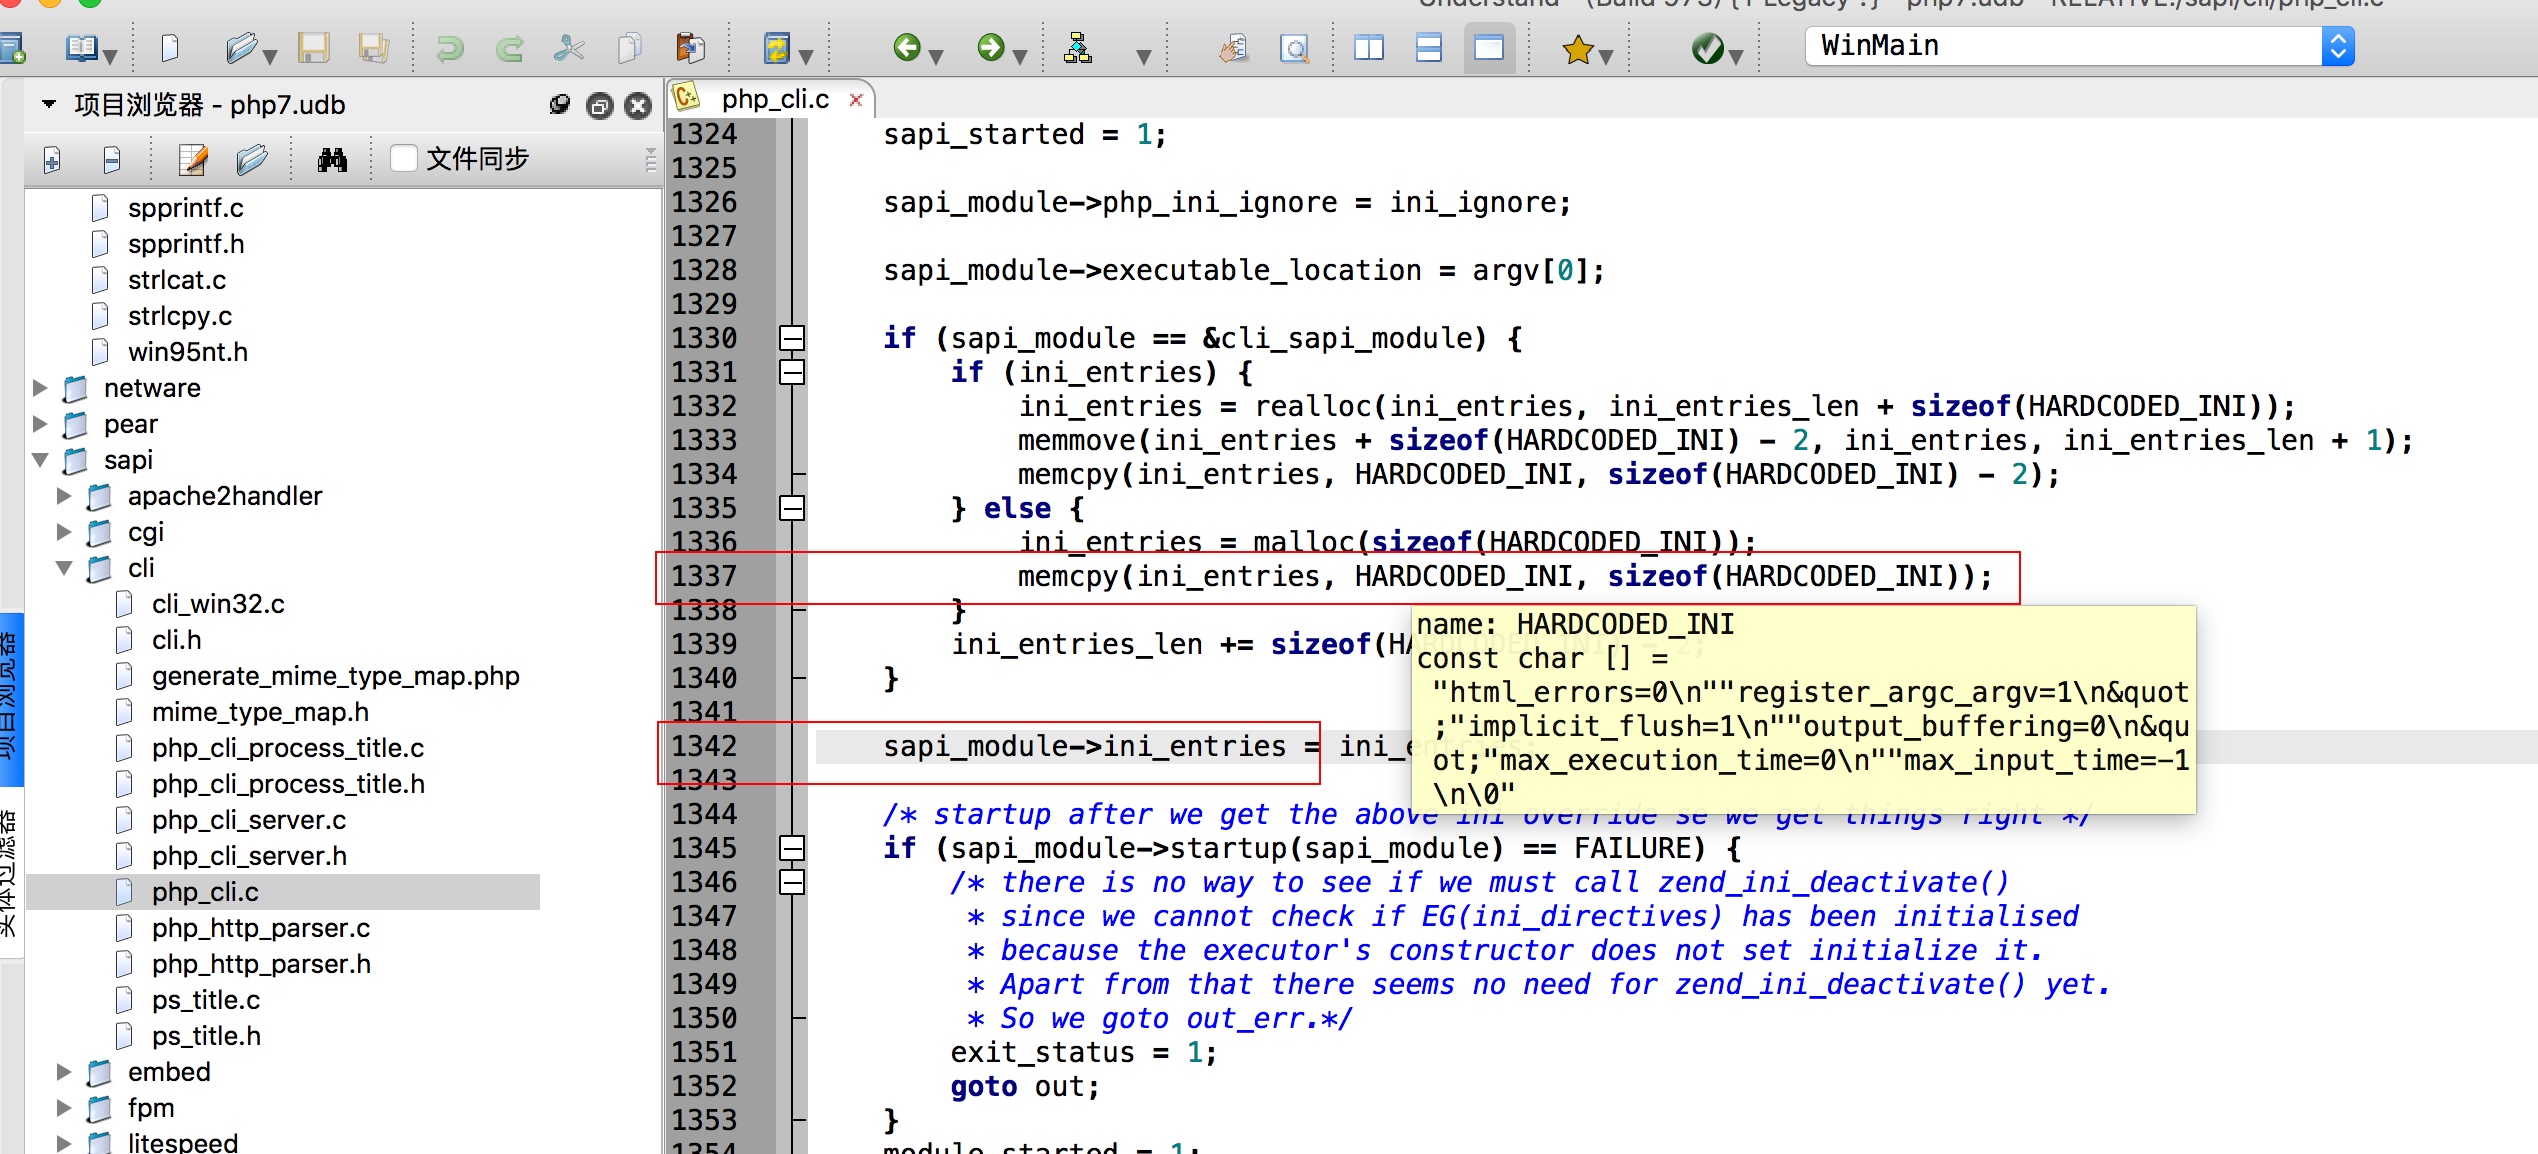 Understand - (Build 973) {1 Legacy :} - php7.udb - RELATIVE:/sapi/cli/php_cli.c
WinMain
项目浏览器 - php7.udb
文件同步
spprintf.c
spprintf.h
strlcat.c
strlcpy.c
win95nt.h
netware
pear
sapi
apache2handler
cgi
cli
cli_win32.c
cli.h
generate_mime_type_map.php
mime_type_map.h
php_cli_process_title.c
php_cli_process_title.h
php_cli_server.c
php_cli_server.h
php_cli.c
php_http_parser.c
php_http_parser.h
ps_title.c
ps_title.h
embed
fpm
litespeed
项目浏览器
实体过滤器
php_cli.c
1324 sapi_started = 1;
1325
1326 sapi_module->php_ini_ignore = ini_ignore;
1327
1328 sapi_module->executable_location = argv[0];
1329
1330 if (sapi_module == &cli_sapi_module) {
1331 if (ini_entries) {
1332 ini_entries = realloc(ini_entries, ini_entries_len + sizeof(HARDCODED_INI));
1333 memmove(ini_entries + sizeof(HARDCODED_INI) - 2, ini_entries, ini_entries_len + 1);
1334 memcpy(ini_entries, HARDCODED_INI, sizeof(HARDCODED_INI) - 2);
1335 } else {
1336 ini_entries = malloc(sizeof(HARDCODED_INI));
1337 memcpy(ini_entries, HARDCODED_INI, sizeof(HARDCODED_INI));
1338 }
1339 ini_entries_len += sizeof(HARDCODED_INI) - 2;
1340 }
1341
1342 sapi_module->ini_entries = ini_entries;
1343
1344 /* startup after we get the above ini override se we get things right */
1345 if (sapi_module->startup(sapi_module) == FAILURE) {
1346 /* there is no way to see if we must call zend_ini_deactivate()
1347 * since we cannot check if EG(ini_directives) has been initialised
1348 * because the executor's constructor does not set initialize it.
1349 * Apart from that there seems no need for zend_ini_deactivate() yet.
1350 * So we goto out_err.*/
1351 exit_status = 1;
1352 goto out;
1353 }
1354 module_started = 1;
name: HARDCODED_INI
const char [] =
"html_errors=0\n""register_argc_argv=1\n&quot
;"implicit_flush=1\n""output_buffering=0\n&qu
ot;"max_execution_time=0\n""max_input_time=-1
\n\0"